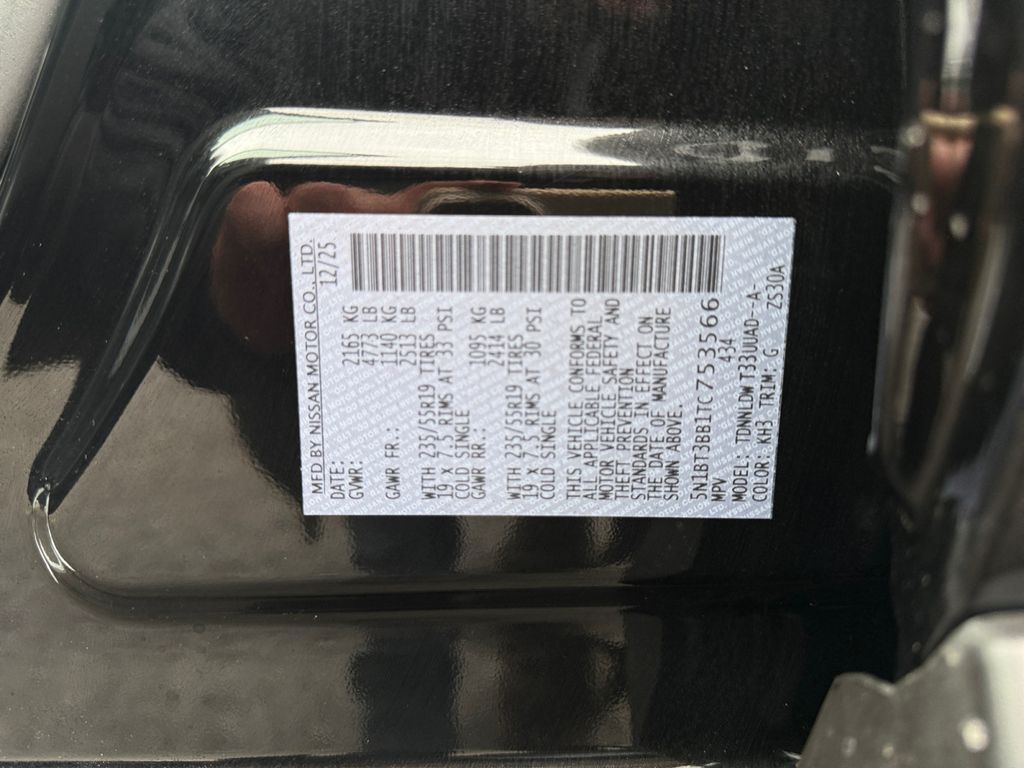 MFD BY NISSAN MOTOR CO., LTD.
DATE: 12/25
GVWR: 2165 KG
4773 LB
GAWR FR.: 1140 KG
2513 LB
WITH 235/55R19 TIRES
19 x 7.5 RIMS AT 33 PSI
COLD SINGLE
GAWR RR.: 1095 KG
2414 LB
WITH 235/55R19 TIRES
19 x 7.5 RIMS AT 30 PSI
COLD SINGLE
THIS VEHICLE CONFORMS TO
ALL APPLICABLE FEDERAL
MOTOR VEHICLE SAFETY AND
THEFT PREVENTION
STANDARDS IN EFFECT ON
THE DATE OF MANUFACTURE
SHOWN ABOVE.
5N1BT3BB1TC753566
MPV 434
MODEL: TDNNLDWT33UUAD--A-
COLOR: KH3 TRIM: G ZS30A